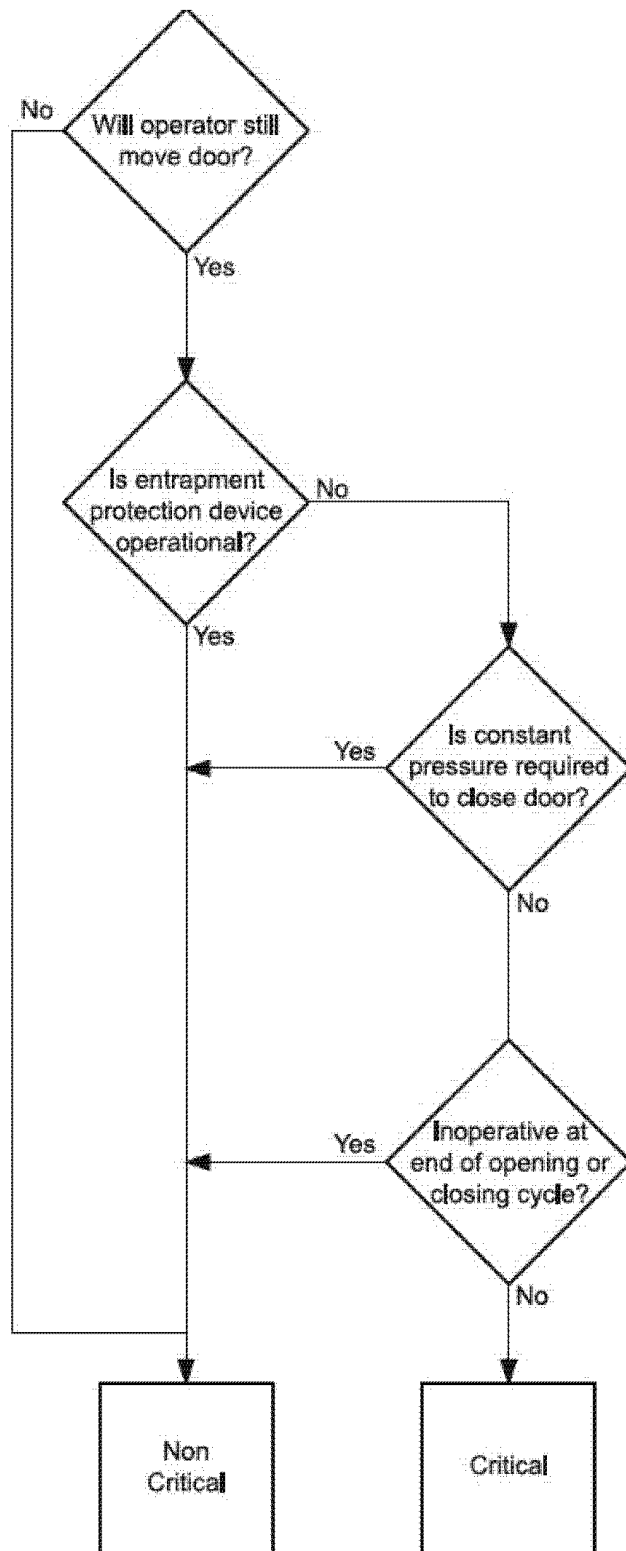 No
Will operator still
move door?
Yes
Is entrapment
protection device
operational?
No
Yes
Is constant
pressure required
to close door?
Yes
No
Inoperative at
end of opening or
closing cycle?
Yes
No
Non
Critical
Critical